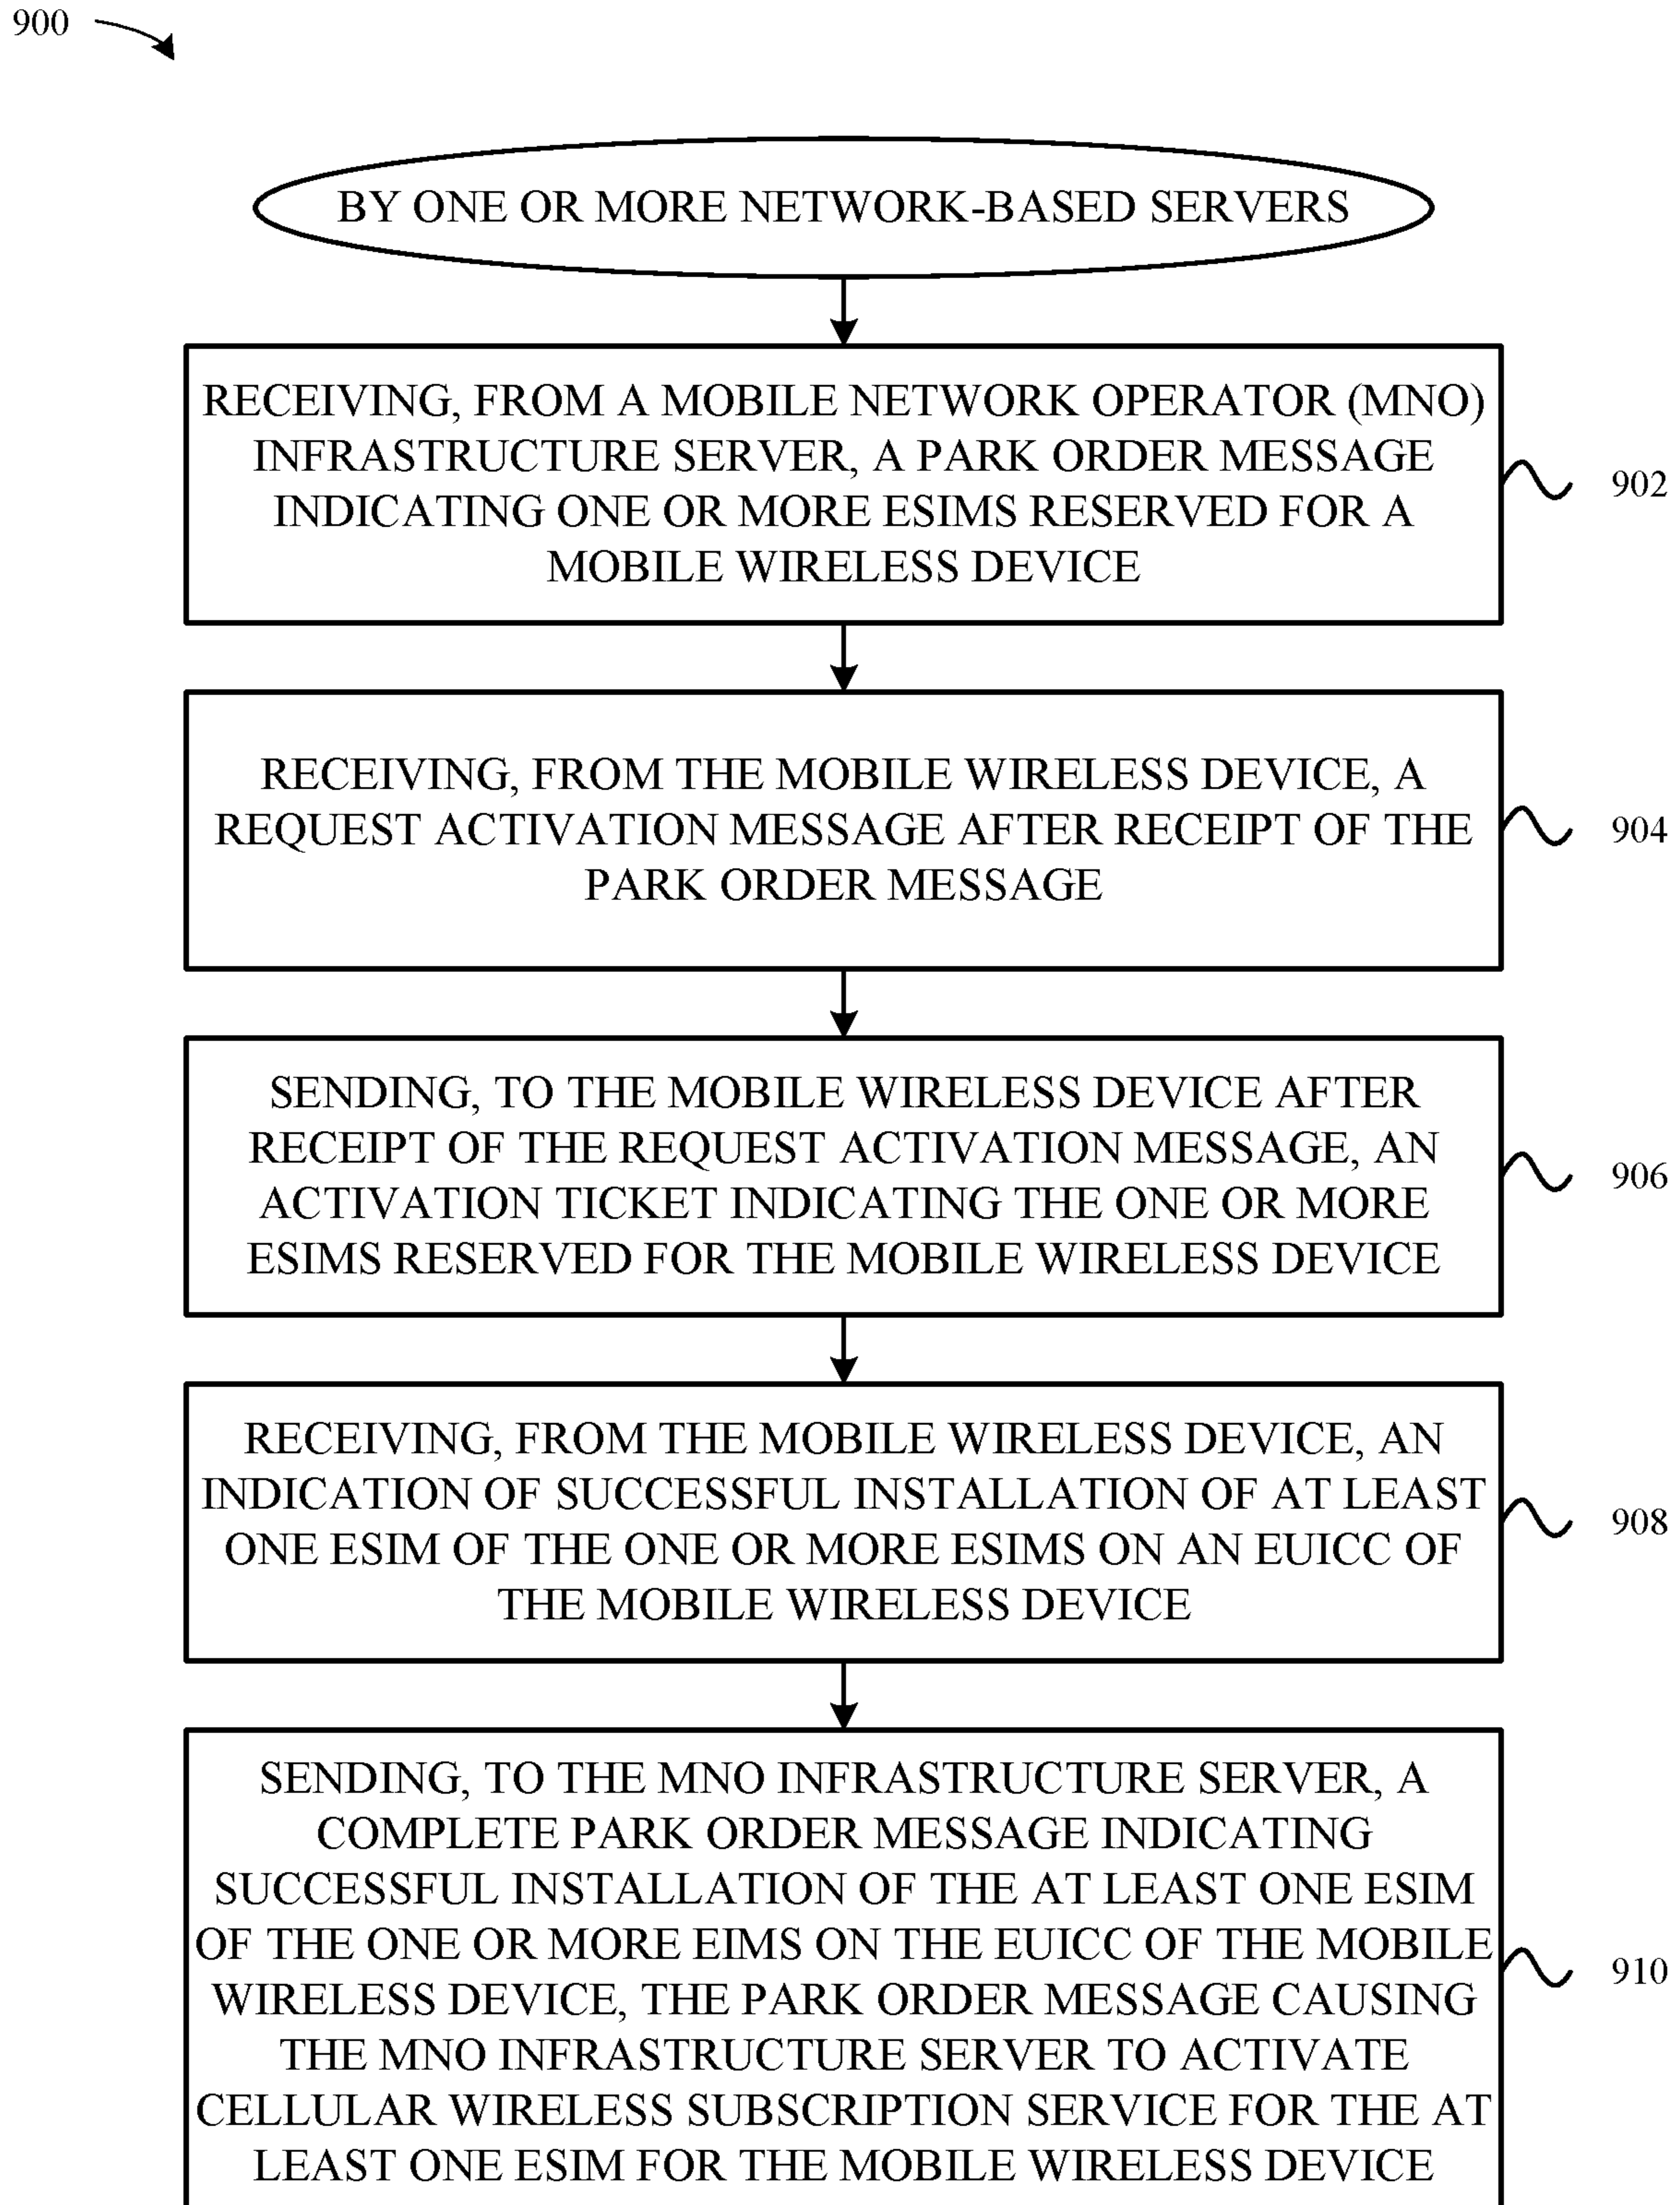 900
BY ONE OR MORE NETWORK-BASED SERVERS
RECEIVING, FROM A MOBILE NETWORK OPERATOR (MNO)
INFRASTRUCTURE SERVER, A PARK ORDER MESSAGE
INDICATING ONE OR MORE ESIMS RESERVED FOR A
MOBILE WIRELESS DEVICE
902
RECEIVING, FROM THE MOBILE WIRELESS DEVICE, A
REQUEST ACTIVATION MESSAGE AFTER RECEIPT OF THE
PARK ORDER MESSAGE
904
SENDING, TO THE MOBILE WIRELESS DEVICE AFTER
RECEIPT OF THE REQUEST ACTIVATION MESSAGE, AN
ACTIVATION TICKET INDICATING THE ONE OR MORE
ESIMS RESERVED FOR THE MOBILE WIRELESS DEVICE
906
RECEIVING, FROM THE MOBILE WIRELESS DEVICE, AN
INDICATION OF SUCCESSFUL INSTALLATION OF AT LEAST
ONE ESIM OF THE ONE OR MORE ESIMS ON AN EUICC OF
THE MOBILE WIRELESS DEVICE
908
SENDING, TO THE MNO INFRASTRUCTURE SERVER, A
COMPLETE PARK ORDER MESSAGE INDICATING
SUCCESSFUL INSTALLATION OF THE AT LEAST ONE ESIM
OF THE ONE OR MORE EIMS ON THE EUICC OF THE MOBILE
WIRELESS DEVICE, THE PARK ORDER MESSAGE CAUSING
THE MNO INFRASTRUCTURE SERVER TO ACTIVATE
CELLULAR WIRELESS SUBSCRIPTION SERVICE FOR THE AT
LEAST ONE ESIM FOR THE MOBILE WIRELESS DEVICE
910